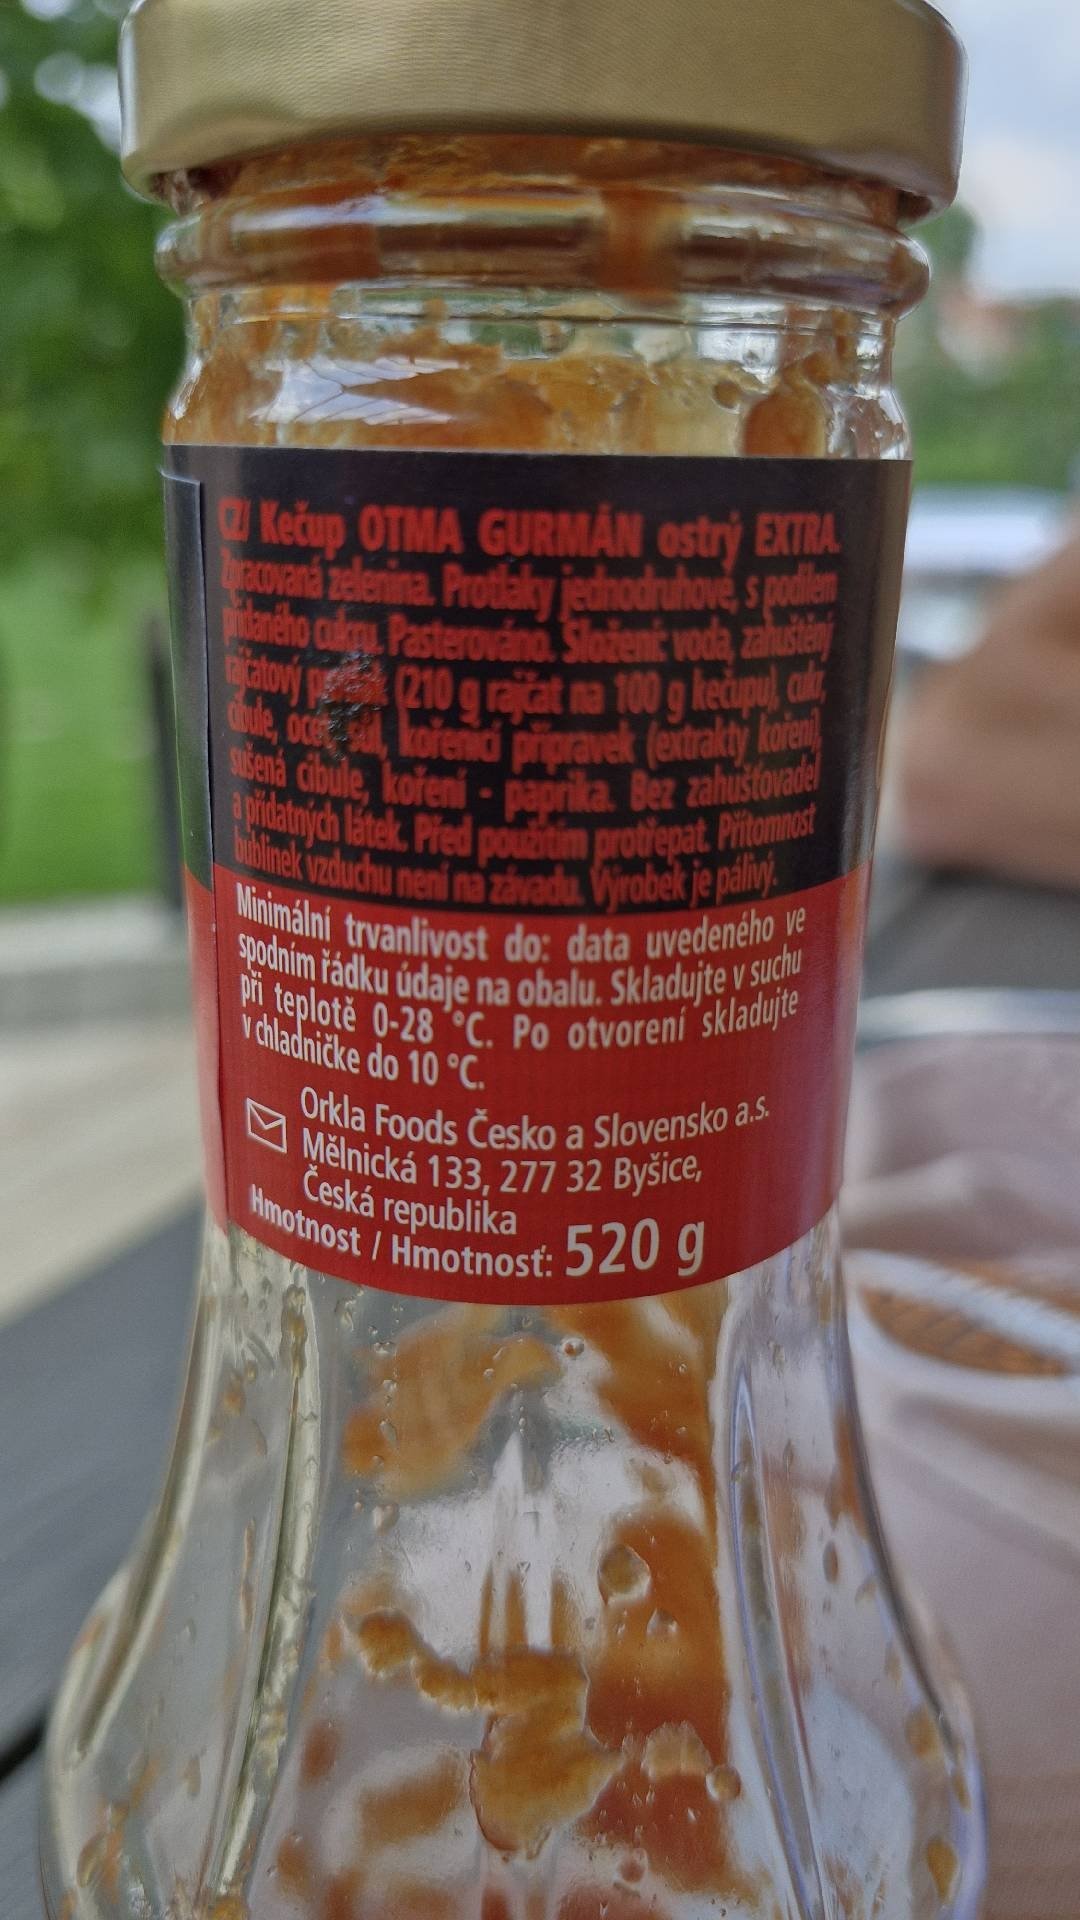 CZ/ Kečup OTMA GURMÁN ostrý EXTRA.
Zpracovaná zelenina. Protlaky jednodruhové, s podílem
přidaného cukru. Pasterováno. Složení: voda, zahuštěný
rajčatový (210 g rajčat na 100 g kečupu), cukr,
cibule, ocet, sůl, kořenicí přípravek (extrakty koření),
sušená cibule, koření - paprika. Bez zahušťovadel
a přídatných látek. Před použitím protřepat. Přítomnost
bublinek vzduchu není na závadu. Výrobek je pálivý.
Minimální trvanlivost do: data uvedeného ve
spodním řádku údaje na obalu. Skladujte v suchu
při teplotě 0-28 °C. Po otvorení skladujte
v chladničke do 10 °C.
Orkla Foods Česko a Slovensko a.s.
Mělnická 133, 277 32 Byšice,
Česká republika
Hmotnost / Hmotnosť: 520 g